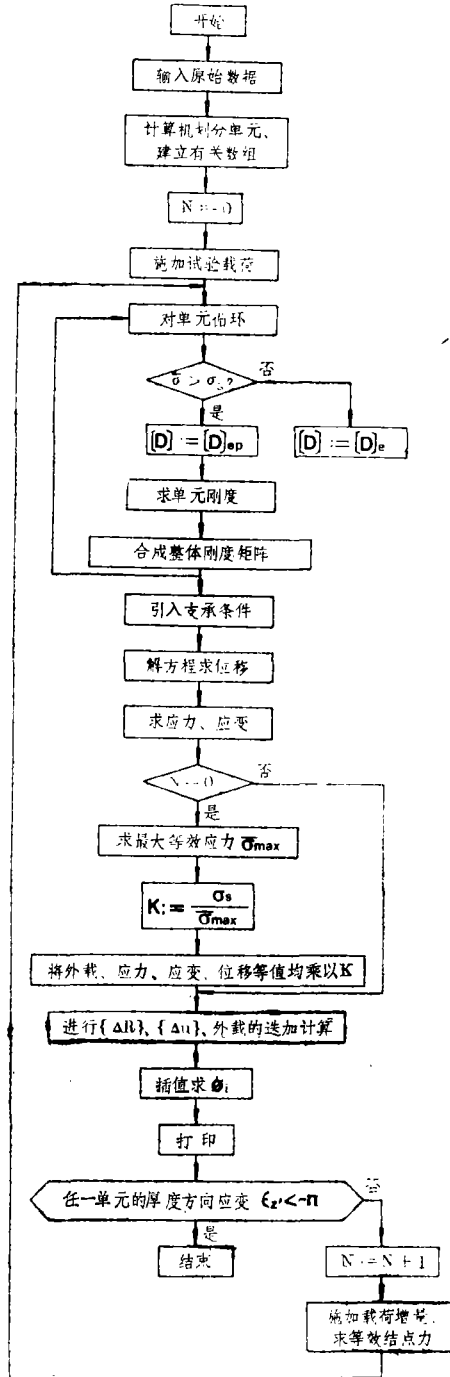 开始
输入原始数据
计算机划分单元、
建立有关数组
N:=0
施加试验载荷
对单元循环
σ̄>σs?
否
是
[D]:=[D]ep
[D]:=[D]e
求单元刚度
合成整体刚度矩阵
引入支承条件
解方程求位移
求应力、应变
N=0
否
是
求最大等效应力σ̄max
K:=σs/σ̄max
将外载、应力、应变、位移等值均乘以K
进行{ΔR}、{Δu}、外载的迭加计算
插值求φi
打印
任一单元的厚度方向应变 εz'<-n
否
是
结束
N:=N+1
施加载荷增量,
求等效结点力